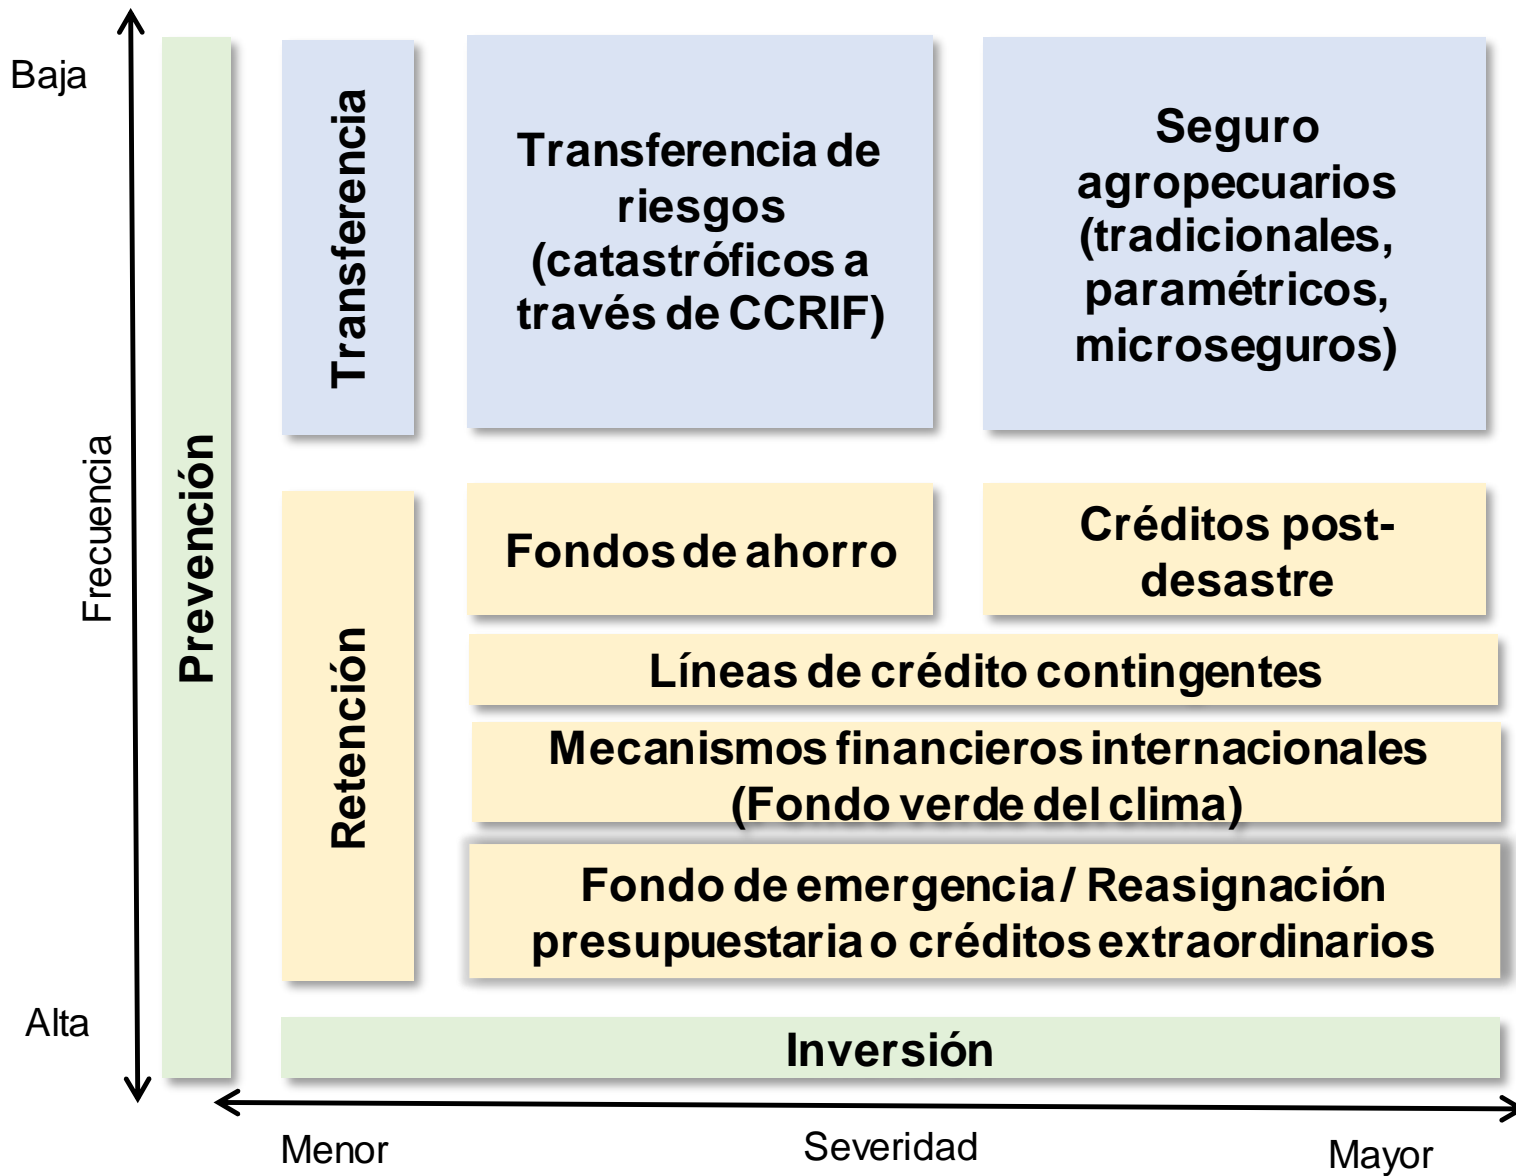 Baja
Frecuencia
Alta
Prevención
Transferencia
Transferencia de
riesgos
(catastróficos a
través de CCRIF)
Seguro
agropecuarios
(tradicionales,
paramétricos,
microseguros)
Retención
Fondos de ahorro
Créditos post-
desastre
Líneas de crédito contingentes
Mecanismos financieros internacionales
(Fondo verde del clima)
Fondo de emergencia / Reasignación
presupuestaria o créditos extraordinarios
Inversión
Menor
Severidad
Mayor